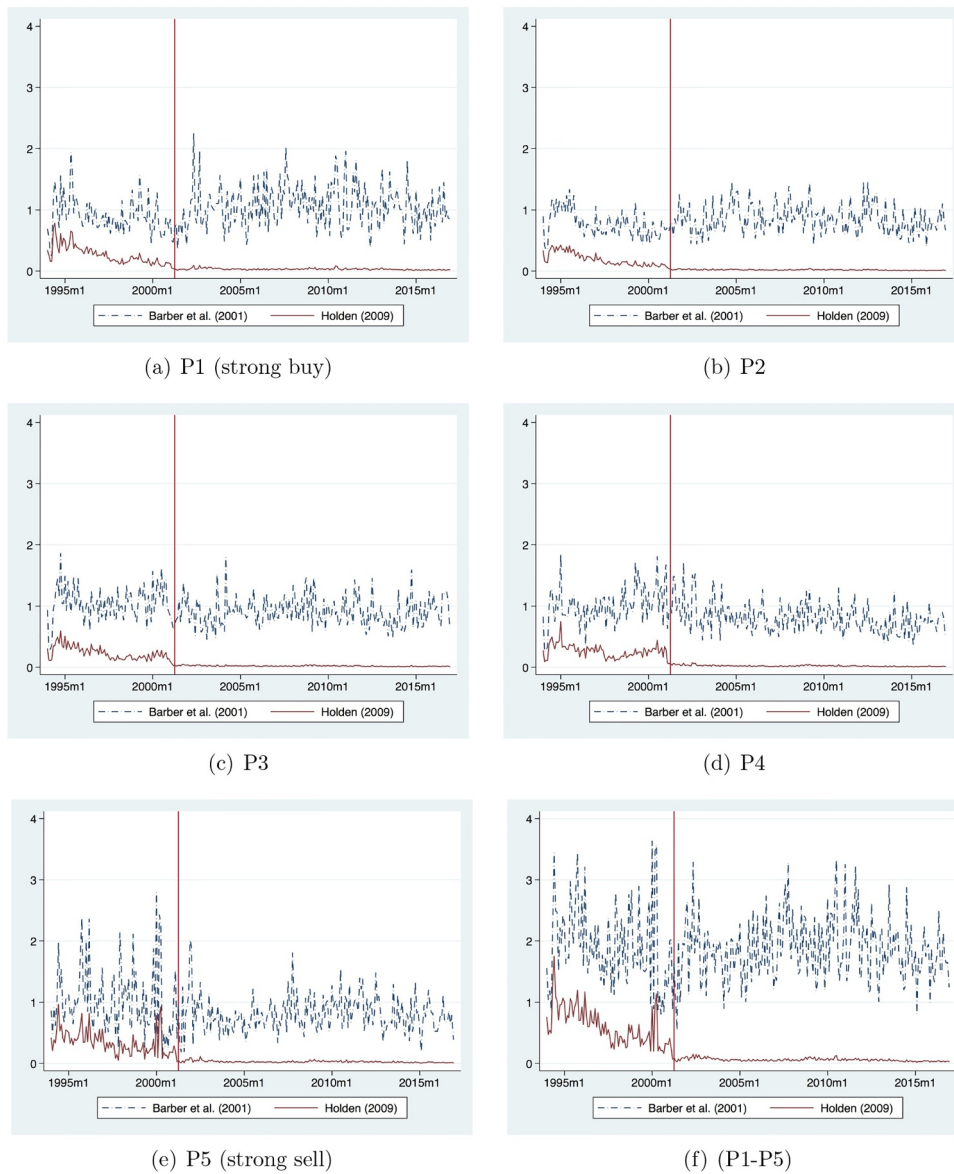 4
3
2
1
0
1995m1 2000m1 2005m1 2010m1 2015m1
Barber et al. (2001) Holden (2009)
(a) P1 (strong buy)
4
3
2
1
0
1995m1 2000m1 2005m1 2010m1 2015m1
Barber et al. (2001) Holden (2009)
(b) P2
4
3
2
1
0
1995m1 2000m1 2005m1 2010m1 2015m1
Barber et al. (2001) Holden (2009)
(c) P3
4
3
2
1
0
1995m1 2000m1 2005m1 2010m1 2015m1
Barber et al. (2001) Holden (2009)
(d) P4
4
3
2
1
0
1995m1 2000m1 2005m1 2010m1 2015m1
Barber et al. (2001) Holden (2009)
(e) P5 (strong sell)
4
3
2
1
0
1995m1 2000m1 2005m1 2010m1 2015m1
Barber et al. (2001) Holden (2009)
(f) (P1-P5)